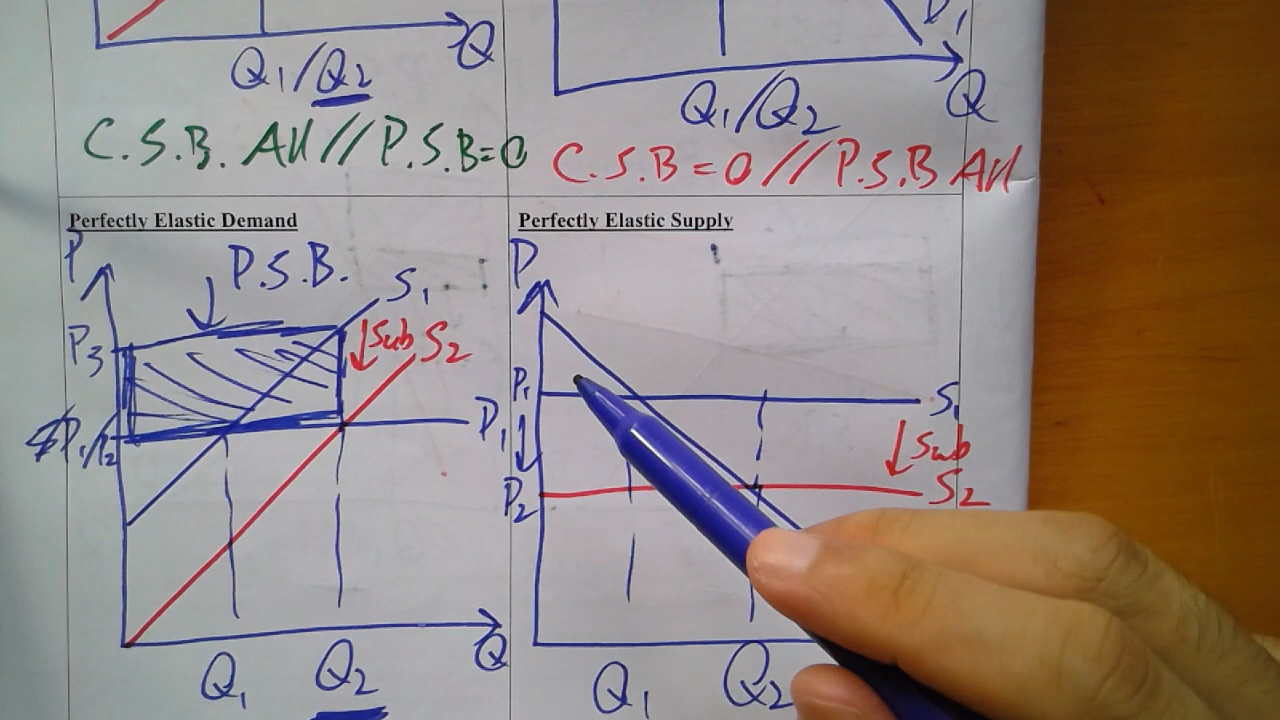 Q
Q1/Q2
C.S.B. All // P.S.B=0
D1
Q
Q1/Q2
C.S.B=0 // P.S.B All
Perfectly Elastic Demand
P
P.S.B.
S1
↓Sub
S2
P3
P1
Q
Q1
Q2
Perfectly Elastic Supply
P
P1
S1
↓Sub
P2
S2
Q1
Q2